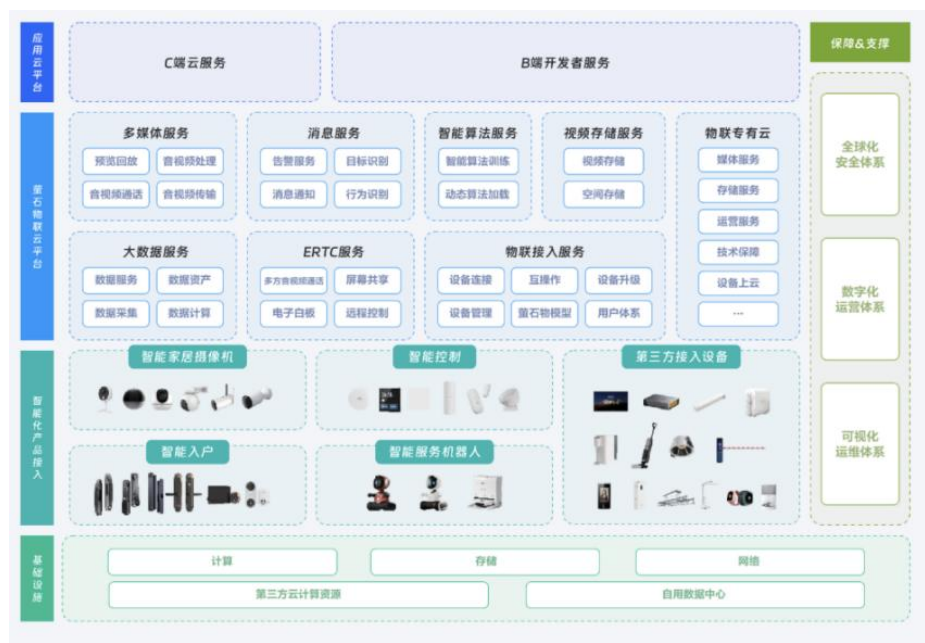 应用云平台
C端云服务
B端开发者服务
保障&支撑
萤石物联云平台
多媒体服务
预览回放
音视频处理
音视频通话
音视频传输
消息服务
告警服务
目标识别
消息通知
行为识别
智能算法服务
智能算法训练
动态算法加载
视频存储服务
视频存储
空间存储
物联专有云
媒体服务
存储服务
运营服务
技术保障
设备上云
...
大数据服务
数据服务
数据资产
数据采集
数据计算
ERTC服务
多方音视频通话
屏幕共享
电子白板
远程控制
物联接入服务
设备连接
互操作
设备升级
设备管理
萤石物模型
用户体系
全球化
安全体系
数字化
运营体系
可视化
运维体系
智能化产品接入
智能家居摄像机
智能控制
第三方接入设备
智能入户
智能服务机器人
基础设施
计算
存储
网络
第三方云计算资源
自用数据中心